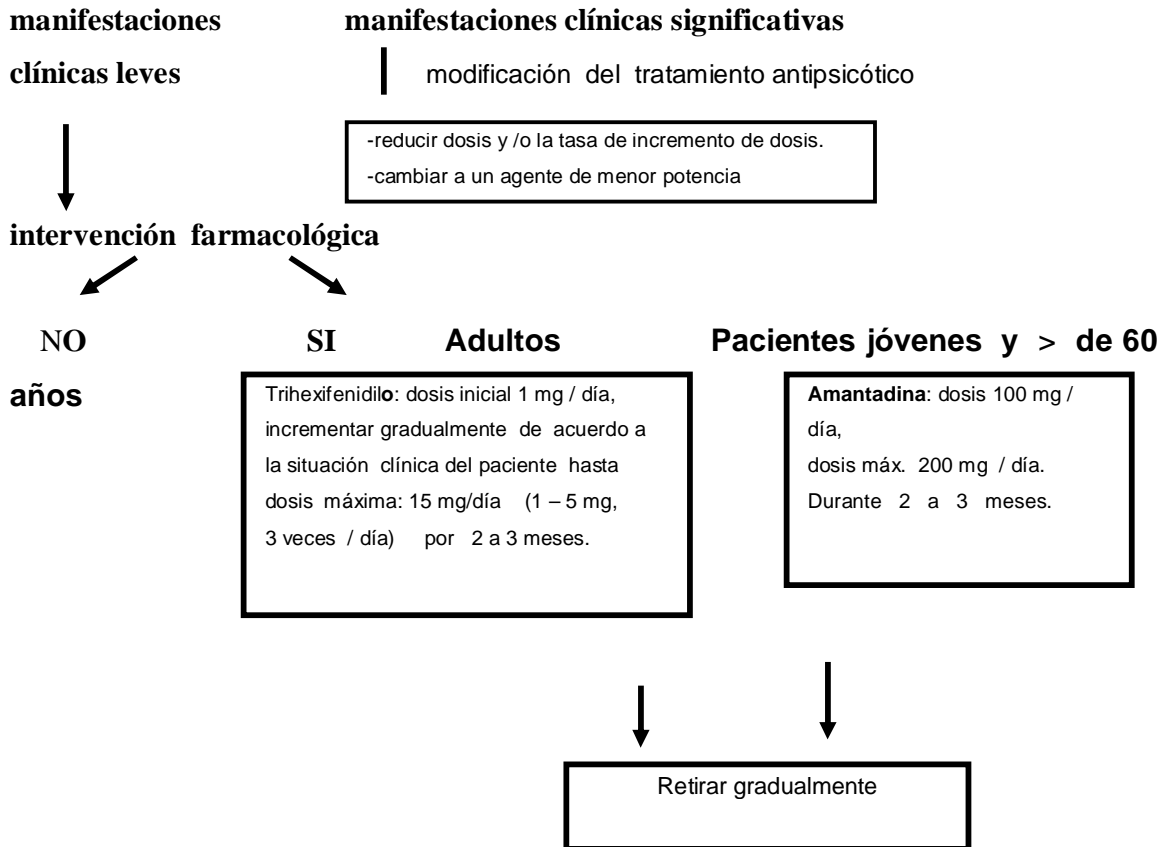 manifestaciones manifestaciones clínicas significativas
clínicas leves modificación del tratamiento antipsicótico
-reducir dosis y /o la tasa de incremento de dosis.
-cambiar a un agente de menor potencia
intervención farmacológica
NO SI Adultos Pacientes jóvenes y > de 60
años
Trihexifenidilo: dosis inicial 1 mg / día,
incrementar gradualmente de acuerdo a
la situación clínica del paciente hasta
dosis máxima: 15 mg/día (1 – 5 mg,
3 veces / día) por 2 a 3 meses.
Amantadina: dosis 100 mg /
día,
dosis máx. 200 mg / día.
Durante 2 a 3 meses.
Retirar gradualmente